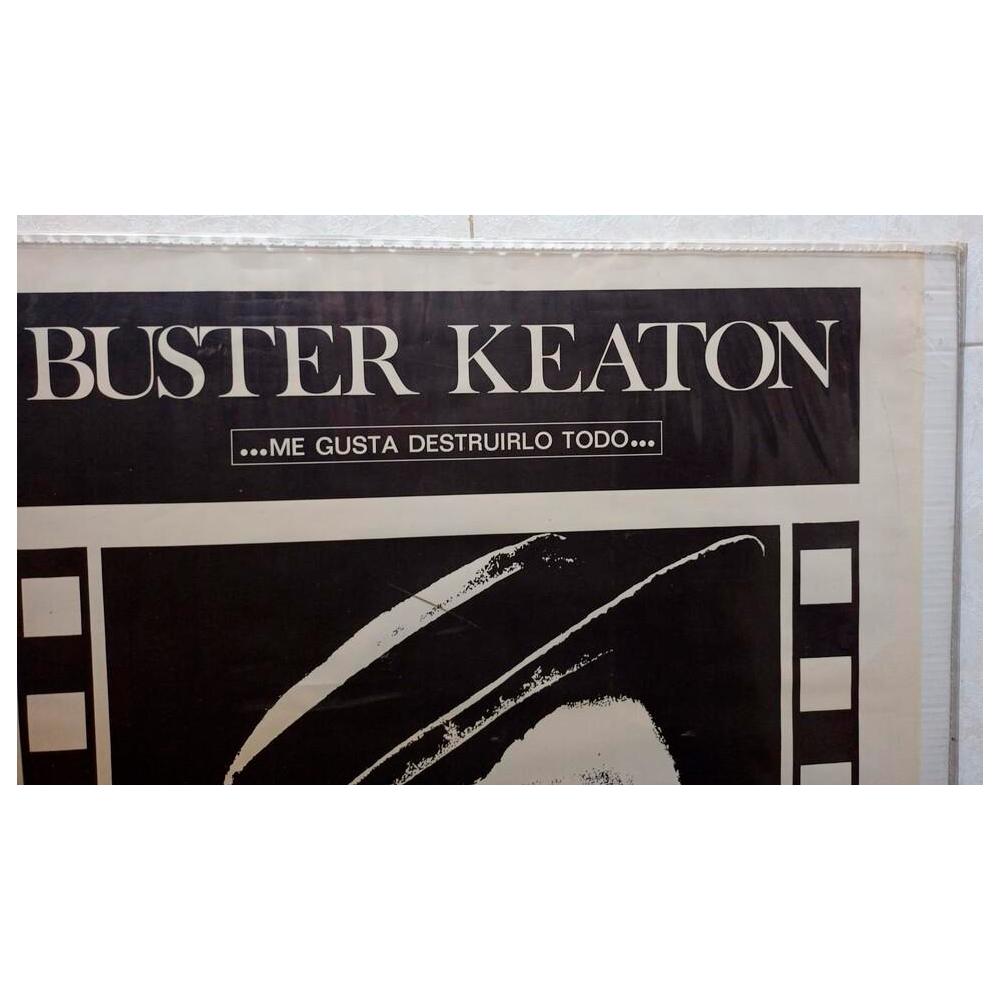 BUSTER KEATON
...ME GUSTA DESTRUIRLO TODO...